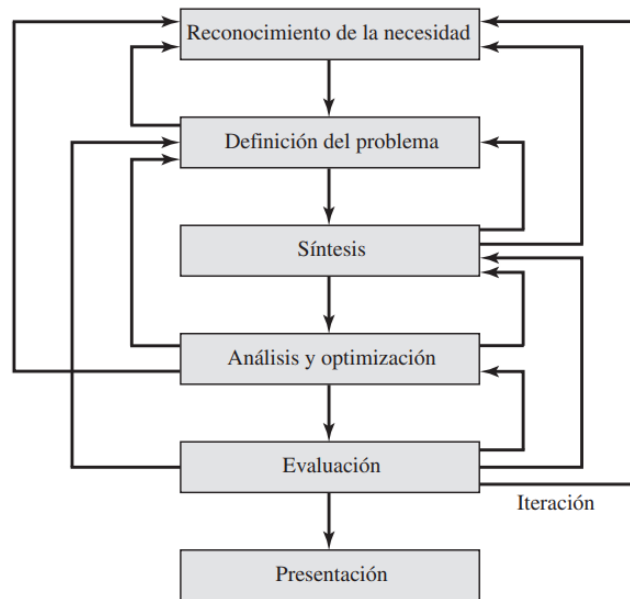 Reconocimiento de la necesidad
Definición del problema
Síntesis
Análisis y optimización
Evaluación
Iteración
Presentación